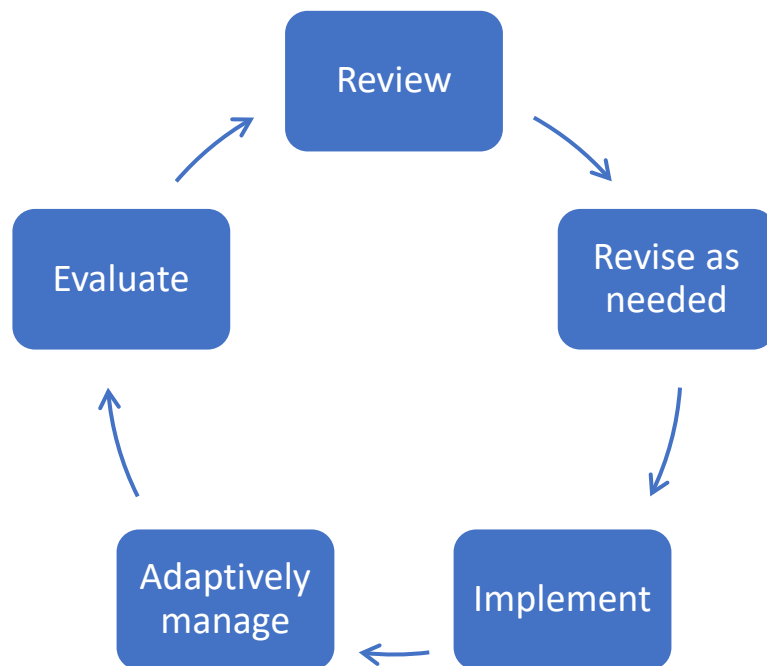 Review
Revise as
needed
Implement
Adaptively
manage
Evaluate